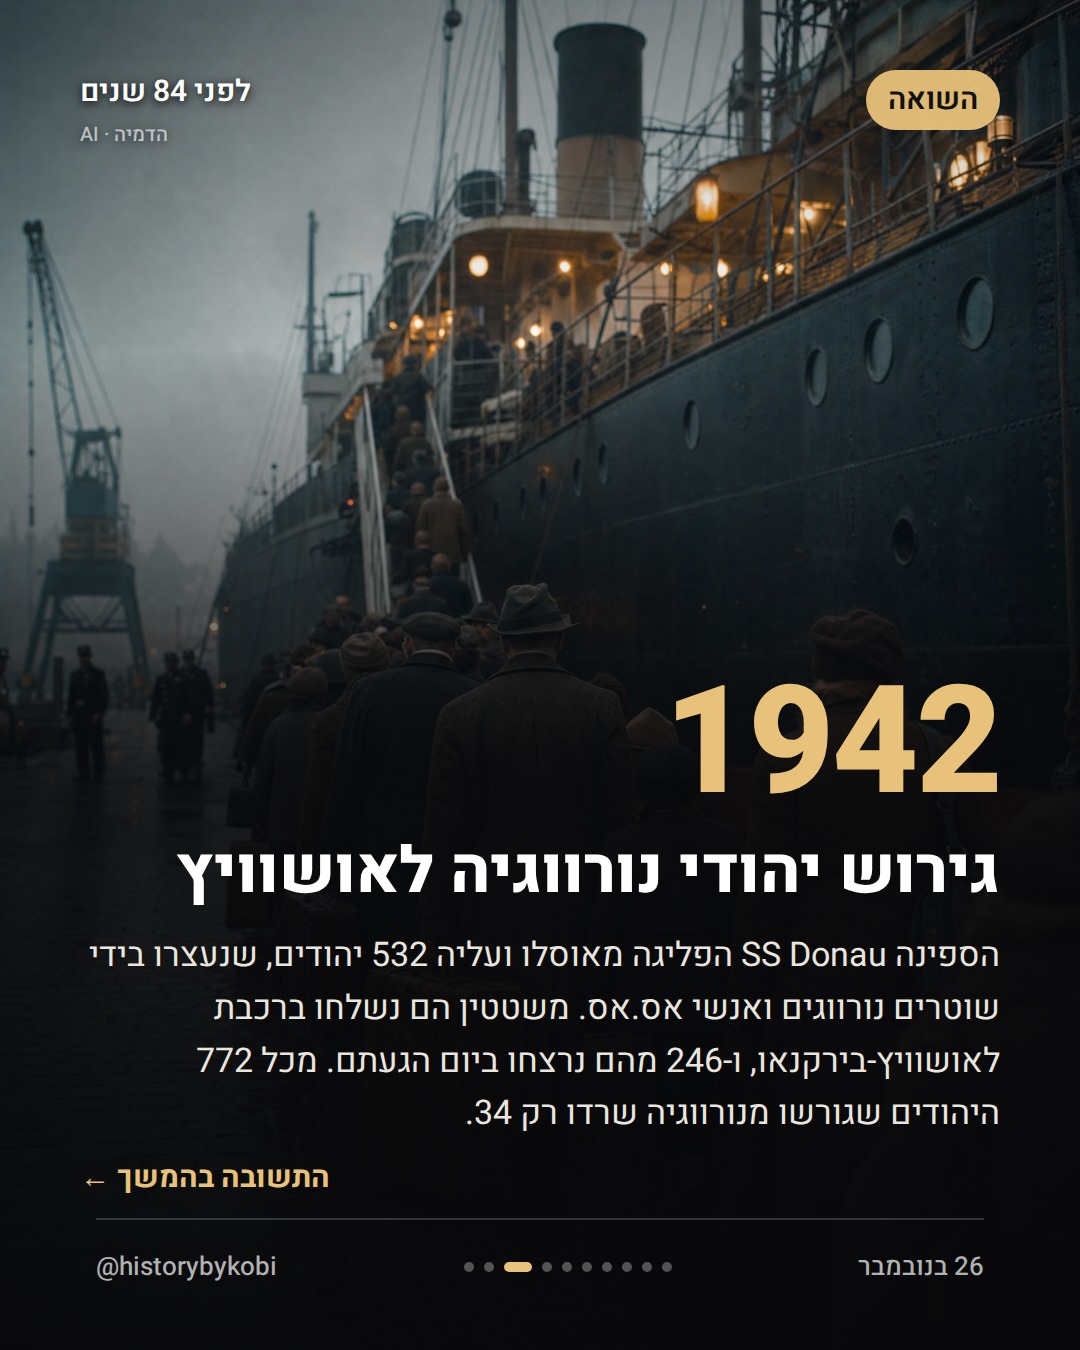 השואה
לפני 84 שנים
הדמיה · AI
1942
גירוש יהודי נורווגיה לאושוויץ
הספינה SS Donau הפליגה מאוסלו ועליה 532 יהודים, שנעצרו בידי
שוטרים נורווגים ואנשי אס.אס. משטטין הם נשלחו ברכבת
לאושוויץ-בירקנאו, ו-246 מהם נרצחו ביום הגעתם. מכל 772
היהודים שגורשו מנורווגיה שרדו רק 34.
התשובה בהמשך ←
26 בנובמבר
@historybykobi